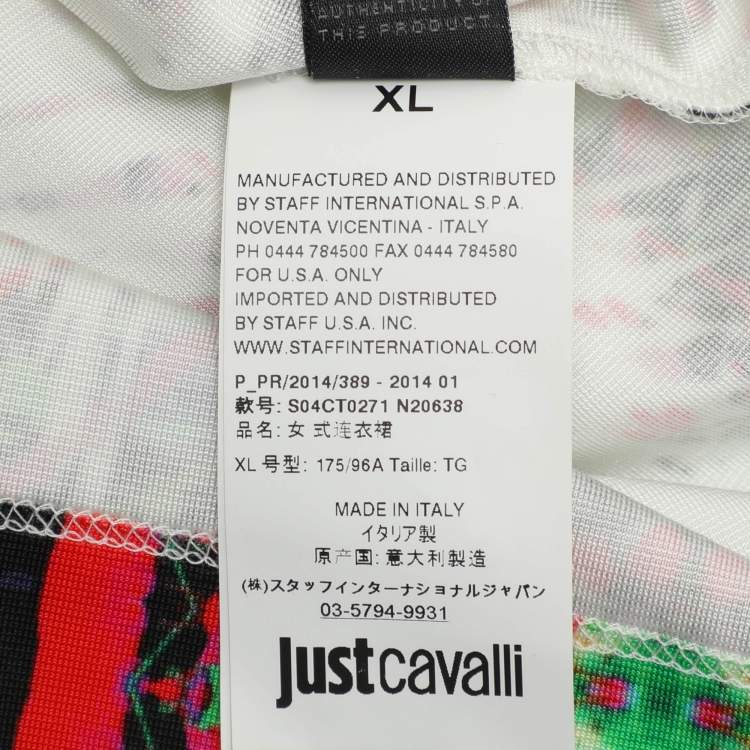 AUTHENTICITY OF
THIS PRODUCT...
XL
MANUFACTURED AND DISTRIBUTED
BY STAFF INTERNATIONAL S.P.A.
NOVENTA VICENTINA - ITALY
PH 0444 784500 FAX 0444 784580
FOR U.S.A. ONLY
IMPORTED AND DISTRIBUTED
BY STAFF U.S.A. INC.
WWW.STAFFINTERNATIONAL.COM
P_PR/2014/389 - 2014 01
款号: S04CT0271 N20638
品名: 女 式连衣裙
XL 号型: 175/96A Taille: TG
MADE IN ITALY
イタリア製
原产国: 意大利製造
(株)スタッフインターナショナルジャパン
03-5794-9931
justcavalli